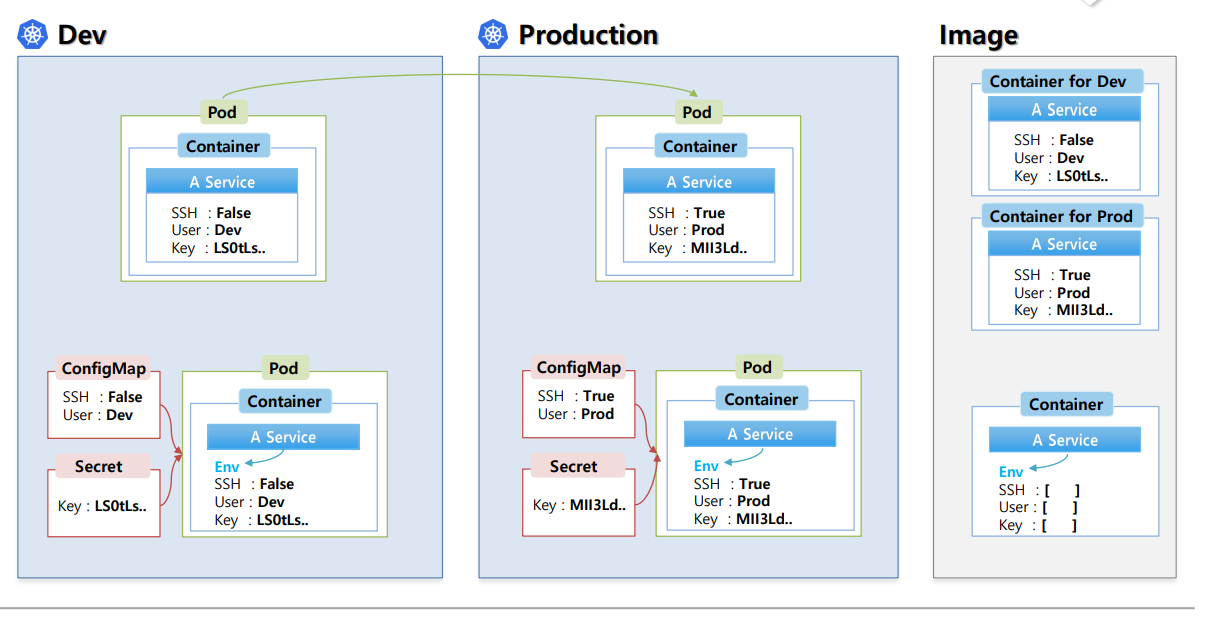 Dev
Pod
Container
A Service
SSH : False
User : Dev
Key : LS0tLs..
ConfigMap
SSH : False
User : Dev
Secret
Key : LS0tLs..
Pod
Container
A Service
Env
SSH : False
User : Dev
Key : LS0tLs..
Production
Pod
Container
A Service
SSH : True
User : Prod
Key : MII3Ld..
ConfigMap
SSH : True
User : Prod
Secret
Key : MII3Ld..
Pod
Container
A Service
Env
SSH : True
User : Prod
Key : MII3Ld..
Image
Container for Dev
A Service
SSH : False
User : Dev
Key : LS0tLs..
Container for Prod
A Service
SSH : True
User : Prod
Key : MII3Ld..
Container
A Service
Env
SSH : [ ]
User : [ ]
Key : [ ]